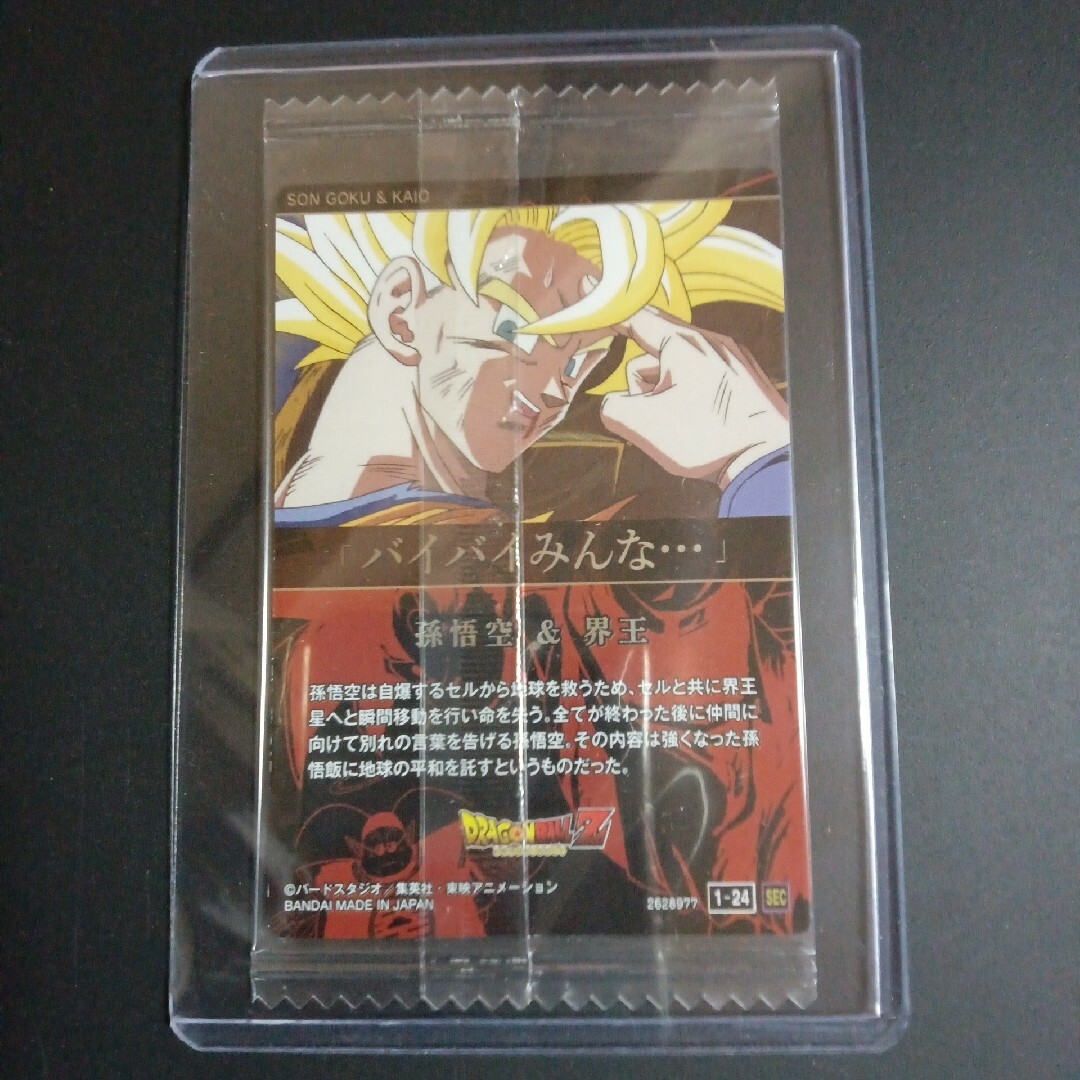 SON GOKU & KAIO
「バイバイみんな…」
孫悟空 & 界王
孫悟空は自爆するセルから地球を救うため、セルと共に界王
星へと瞬間移動を行い命を失う。全てが終わった後に仲間に
向けて別れの言葉を告げる孫悟空。その内容は強くなった孫
悟飯に地球の平和を託すというものだった。
DRAGON BALL Z
©バードスタジオ／集英社・東映アニメーション
BANDAI MADE IN JAPAN
2628977 1-24 SEC